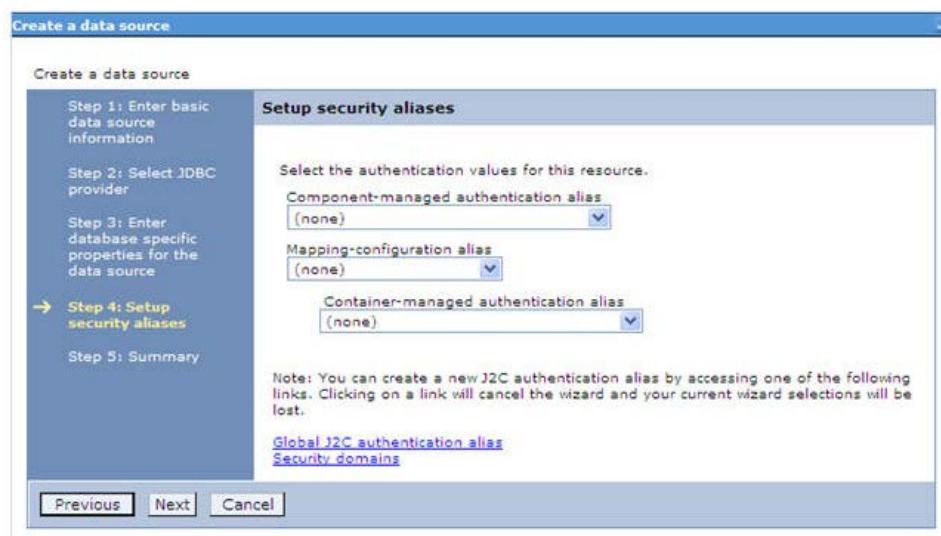 Create a data source
Create a data source
Step 1: Enter basic
data source
information
Step 2: Select JDBC
provider
Step 3: Enter
database specific
properties for the
data source
Step 4: Setup
security aliases
Step 5: Summary
Setup security aliases
Select the authentication values for this resource.
Component-managed authentication alias
(none)
Mapping-configuration alias
(none)
Container-managed authentication alias
(none)
Note: You can create a new J2C authentication alias by accessing one of the following
links. Clicking on a link will cancel the wizard and your current wizard selections will be
lost.
Global J2C authentication alias
Security domains
Previous Next Cancel